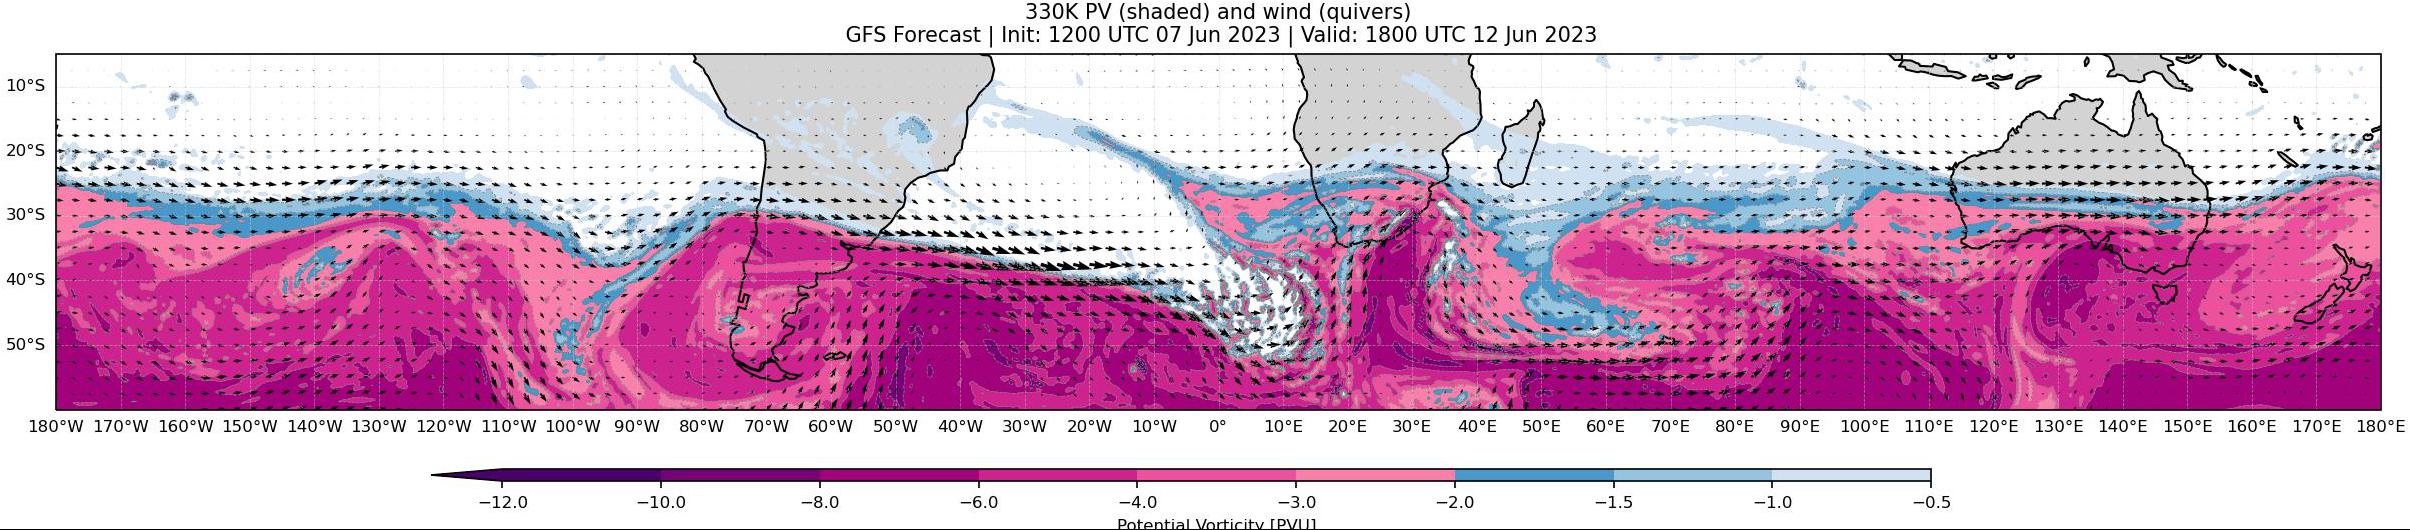 330K PV (shaded) and wind (quivers)
GFS Forecast | Init: 1200 UTC 07 Jun 2023 | Valid: 1800 UTC 12 Jun 2023
10°S
20°S
30°S
40°S
50°S
180°W 170°W 160°W 150°W 140°W 130°W 120°W 110°W 100°W 90°W 80°W 70°W 60°W 50°W 40°W 30°W 20°W 10°W 0° 10°E 20°E 30°E 40°E 50°E 60°E 70°E 80°E 90°E 100°E 110°E 120°E 130°E 140°E 150°E 160°E 170°E 180°E
−12.0 −10.0 −8.0 −6.0 −4.0 −3.0 −2.0 −1.5 −1.0 −0.5
Potential Vorticity [PVU]